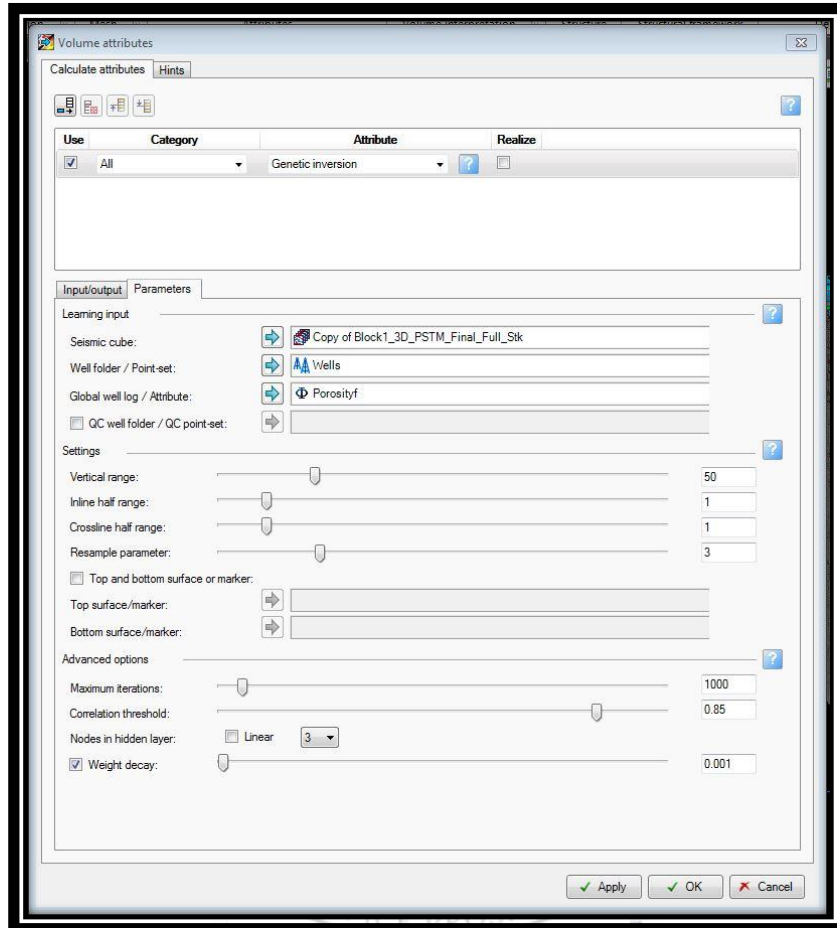 Volume attributes
Calculate attributes Hints
Use Category Attribute Realize
All Genetic inversion
Input/output Parameters
Learning input
Seismic cube: Copy of Block1_3D_PSTM_Final_Full_Stk
Well folder / Point-set: Wells
Global well log / Attribute: Φ Porosityf
QC well folder / QC point-set:
Settings
Vertical range: 50
Inline half range: 1
Crossline half range: 1
Resample parameter: 3
Top and bottom surface or marker:
Top surface/marker:
Bottom surface/marker:
Advanced options
Maximum iterations: 1000
Correlation threshold: 0.85
Nodes in hidden layer: Linear 3
Weight decay: 0.001
Apply OK Cancel